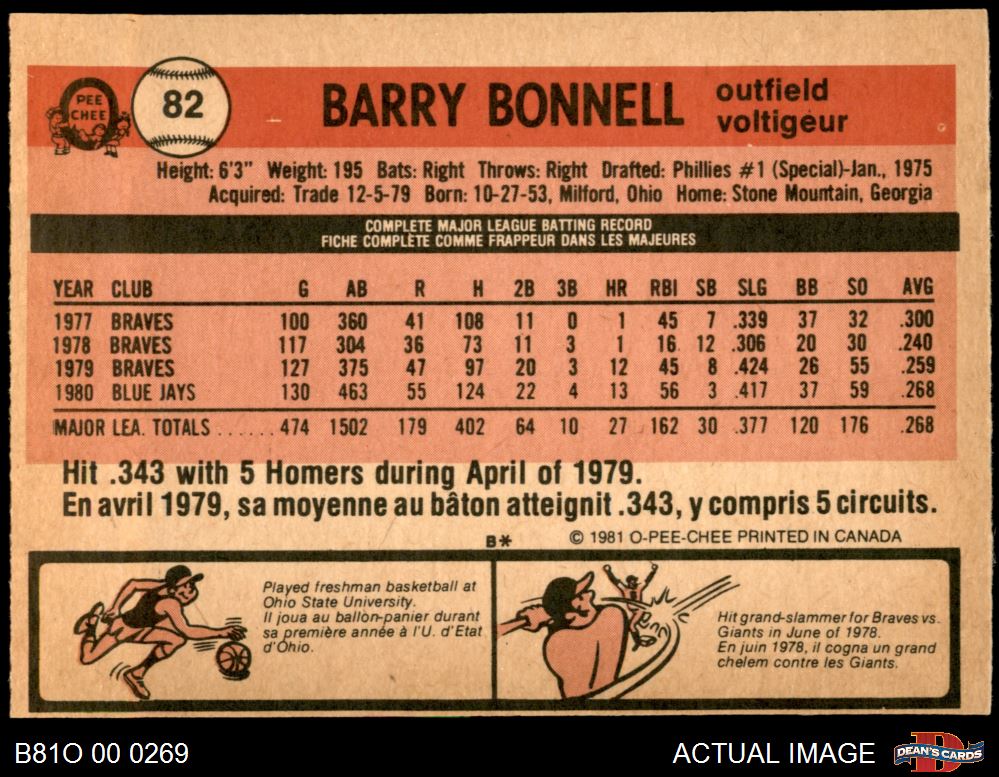 PEE
CHEE
82
BARRY BONNELL
outfield
voltigeur
Height: 6'3" Weight: 195 Bats: Right Throws: Right Drafted: Phillies #1 (Special)-Jan., 1975
Acquired: Trade 12-5-79 Born: 10-27-53, Milford, Ohio Home: Stone Mountain, Georgia
COMPLETE MAJOR LEAGUE BATTING RECORD
FICHE COMPLÈTE COMME FRAPPEUR DANS LES MAJEURES
YEAR CLUB G AB R H 2B 3B HR RBI SB SLG BB SO AVG
1977 BRAVES 100 360 41 108 11 0 1 45 7 .339 37 32 .300
1978 BRAVES 117 304 36 73 11 3 1 16 12 .306 20 30 .240
1979 BRAVES 127 375 47 97 20 3 12 45 8 .424 26 55 .259
1980 BLUE JAYS 130 463 55 124 22 4 13 56 3 .417 37 59 .268
MAJOR LEA. TOTALS ...... 474 1502 179 402 64 10 27 162 30 .377 120 176 .268
Hit .343 with 5 Homers during April of 1979.
En avril 1979, sa moyenne au bâton atteignit .343, y compris 5 circuits.
B* © 1981 O-PEE-CHEE PRINTED IN CANADA
Played freshman basketball at
Ohio State University.
Il joua au ballon-panier durant
sa première année à l'U. d'Etat
d'Ohio.
Hit grand-slammer for Braves vs.
Giants in June of 1978.
En juin 1978, il cogna un grand
chelem contre les Giants.
B81O 00 0269
ACTUAL IMAGE
DEAN'S CARDS